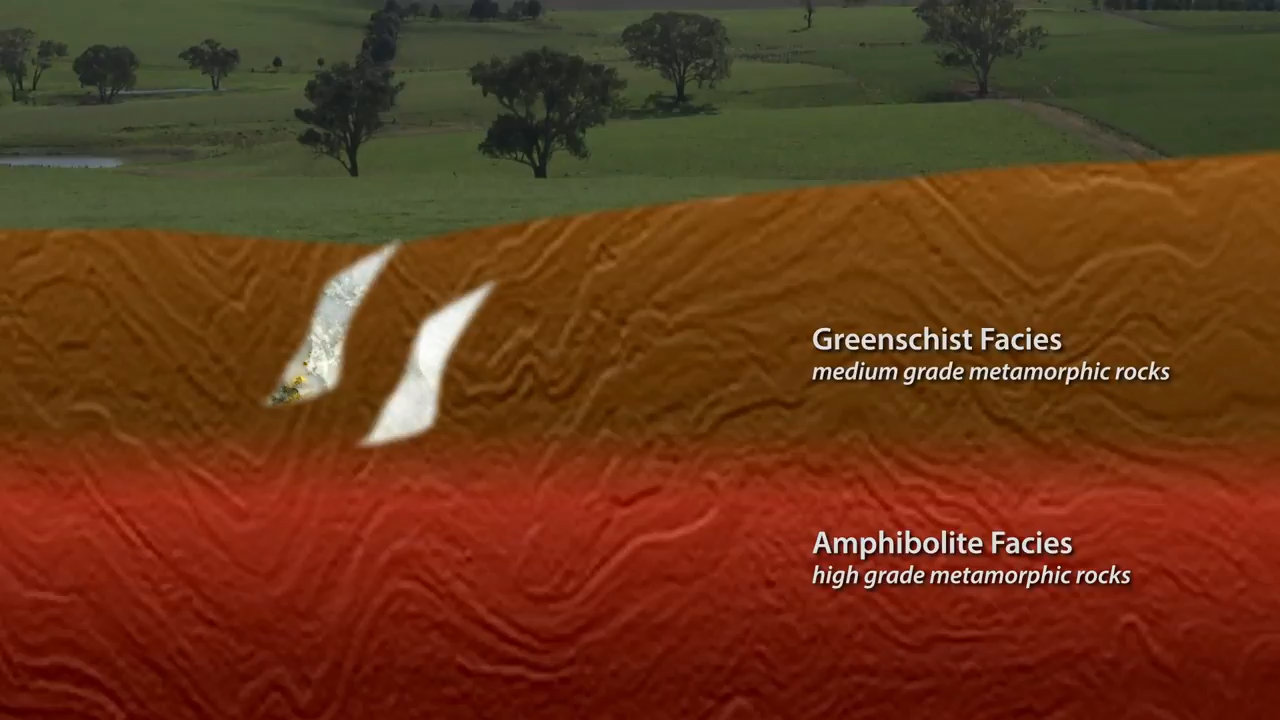 Greenschist Facies
medium grade metamorphic rocks
Amphibolite Facies
high grade metamorphic rocks